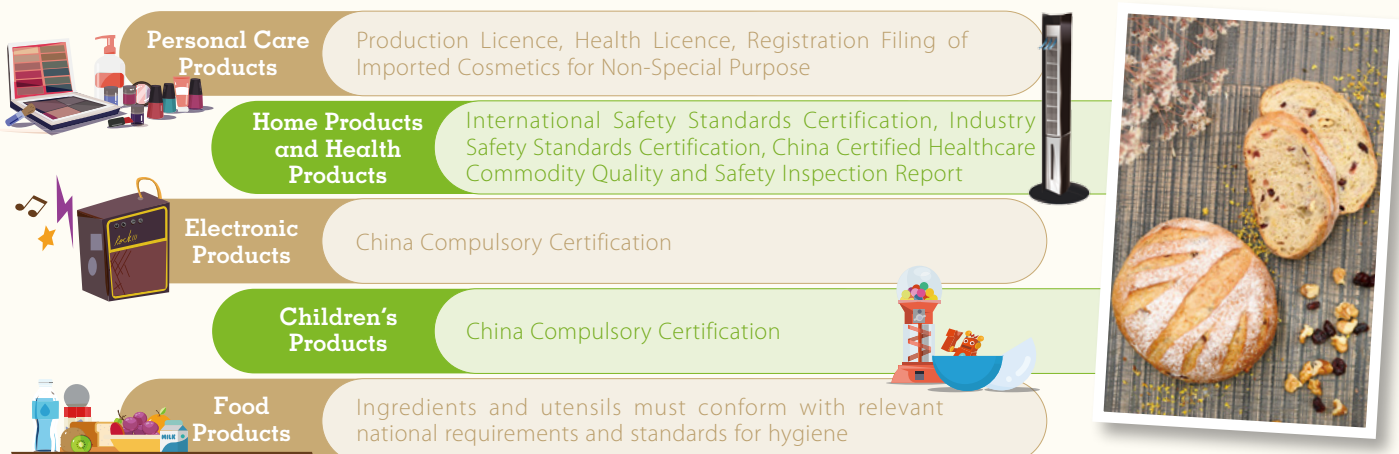 Personal Care
Products
Production Licence, Health Licence, Registration Filing of
Imported Cosmetics for Non-Special Purpose
Home Products
and Health
Products
International Safety Standards Certification, Industry
Safety Standards Certification, China Certified Healthcare
Commodity Quality and Safety Inspection Report
Electronic
Products
China Compulsory Certification
Children's
Products
China Compulsory Certification
Food
Products
Ingredients and utensils must conform with relevant
national requirements and standards for hygiene
MILK